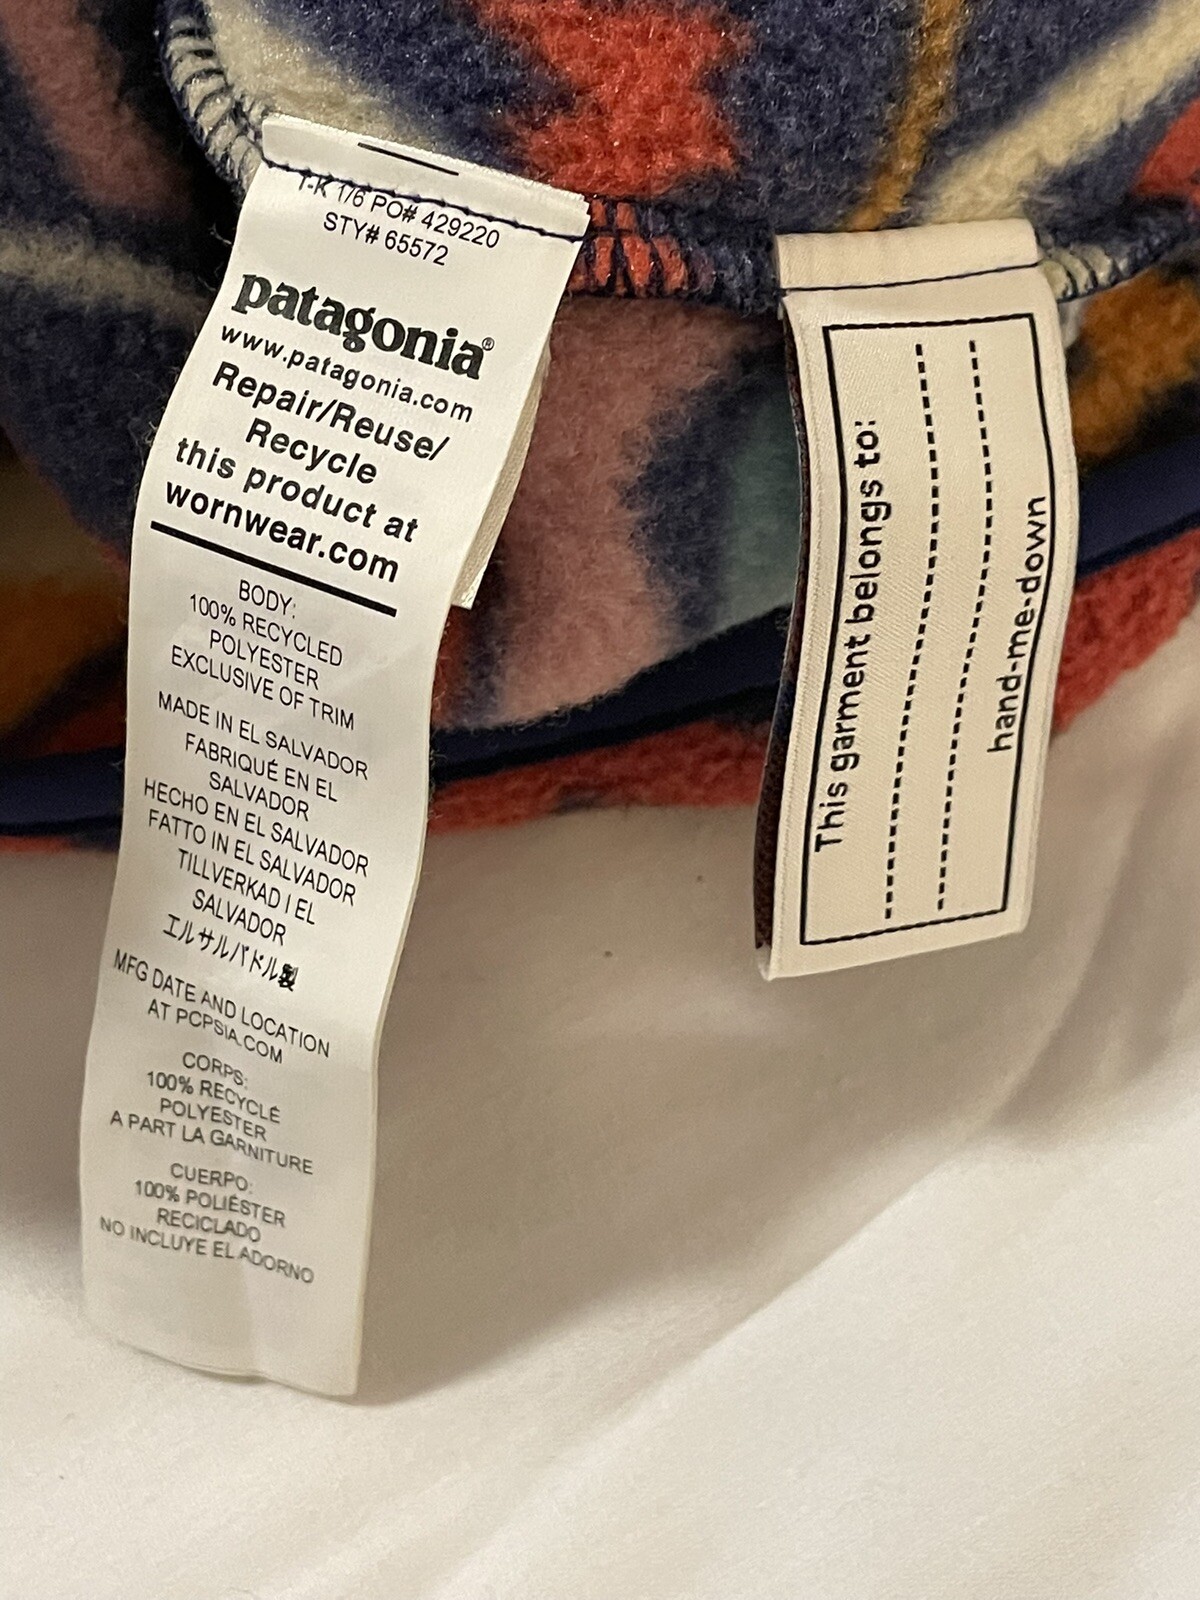 T-K 1/6 PO# 429220
STY# 65572
patagonia®
www.patagonia.com
Repair/Reuse/
Recycle
this product at
wornwear.com
BODY:
100% RECYCLED
POLYESTER
EXCLUSIVE OF TRIM
MADE IN EL SALVADOR
FABRIQUÉ EN EL
SALVADOR
HECHO EN EL SALVADOR
FATTO IN EL SALVADOR
TILLVERKAD I EL
SALVADOR
エルサルバドル製
MFG DATE AND LOCATION
AT PCPSIA.COM
CORPS:
100% RECYCLÉ
POLYESTER
A PART LA GARNITURE
CUERPO:
100% POLIÉSTER
RECICLADO
NO INCLUYE EL ADORNO
This garment belongs to:
hand-me-down